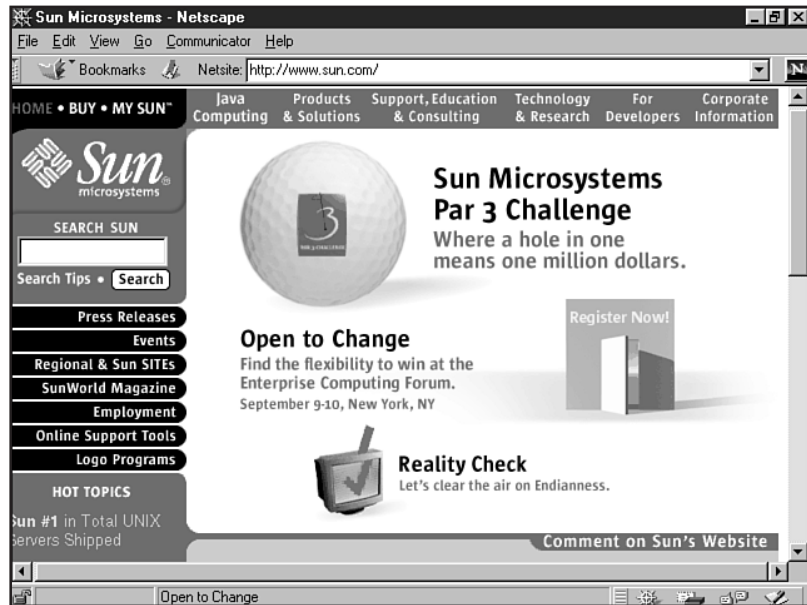 Sun Microsystems - Netscape
File Edit View Go Communicator Help
Bookmarks Netsite: http://www.sun.com/
N
HOME • BUY • MY SUN™
Java Computing
Products & Solutions
Support, Education & Consulting
Technology & Research
For Developers
Corporate Information
Sun
microsystems
SEARCH SUN
Search Tips • Search
Press Releases
Events
Regional & Sun SITEs
SunWorld Magazine
Employment
Online Support Tools
Logo Programs
HOT TOPICS
Sun #1 in Total UNIX
Servers Shipped
3
PAR 3 CHALLENGE
Sun Microsystems
Par 3 Challenge
Where a hole in one
means one million dollars.
Open to Change
Find the flexibility to win at the
Enterprise Computing Forum.
September 9-10, New York, NY
Register Now!
Reality Check
Let's clear the air on Endianness.
Comment on Sun's Website
Open to Change